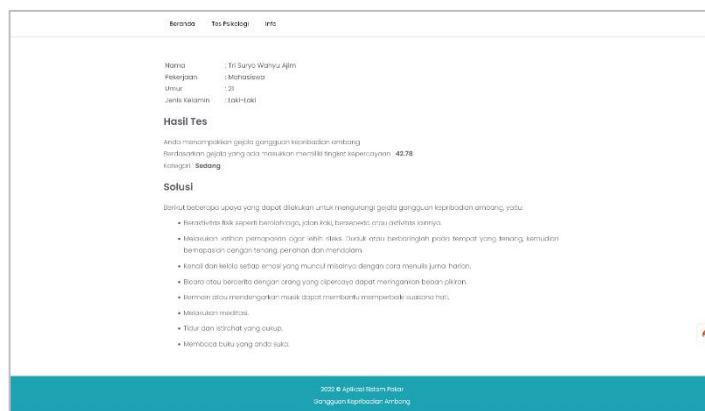 Beranda Tes Psikologi Info
Nama : Tri Suryo Wahyu Ajim
Pekerjaan : Mahasiswa
Umur : 21
Jenis Kelamin : Laki-Laki
Hasil Tes
Anda menampakkan gejala gangguan kepribadian ambang
Berdasarkan gejala yang ada masukkan memiliki tingkat kepercayaan : 42.78
Kategori : Sedang
Solusi
Berikut beberapa upaya yang dapat dilakukan untuk mengurangi gejala gangguan kepribadian ambang, yaitu:
• Beraktivitas fisik seperti berolahraga, jalan kaki, bersepeda atau aktivitas lainnya.
• Melakukan latihan pernapasan agar lebih rileks. Duduk atau berbaringlah pada tempat yang tenang, kemudian
bernapaslah dengan tenang, perlahan dan mendalam.
• Kenali dan kelola setiap emosi yang muncul misalnya dengan cara menulis jurnal harian.
• Bicara atau bercerita dengan orang yang dipercaya dapat meringankan beban pikiran.
• Bermain atau mendengarkan musik dapat membantu memperbaiki suasana hati.
• Melakukan meditasi.
• Tidur dan istirahat yang cukup.
• Membaca buku yang anda suka.
2022 © Aplikasi Sistem Pakar
Gangguan Kepribadian Ambang